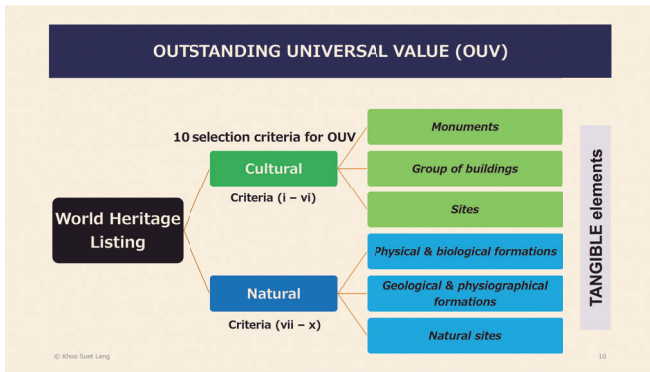 OUTSTANDING UNIVERSAL VALUE (OUV)
10 selection criteria for OUV
World Heritage
Listing
Cultural
Criteria (i – vi)
Monuments
Group of buildings
Sites
Natural
Criteria (vii – x)
Physical & biological formations
Geological & physiographical
formations
Natural sites
TANGIBLE elements
© Khoo Suet Leng
10